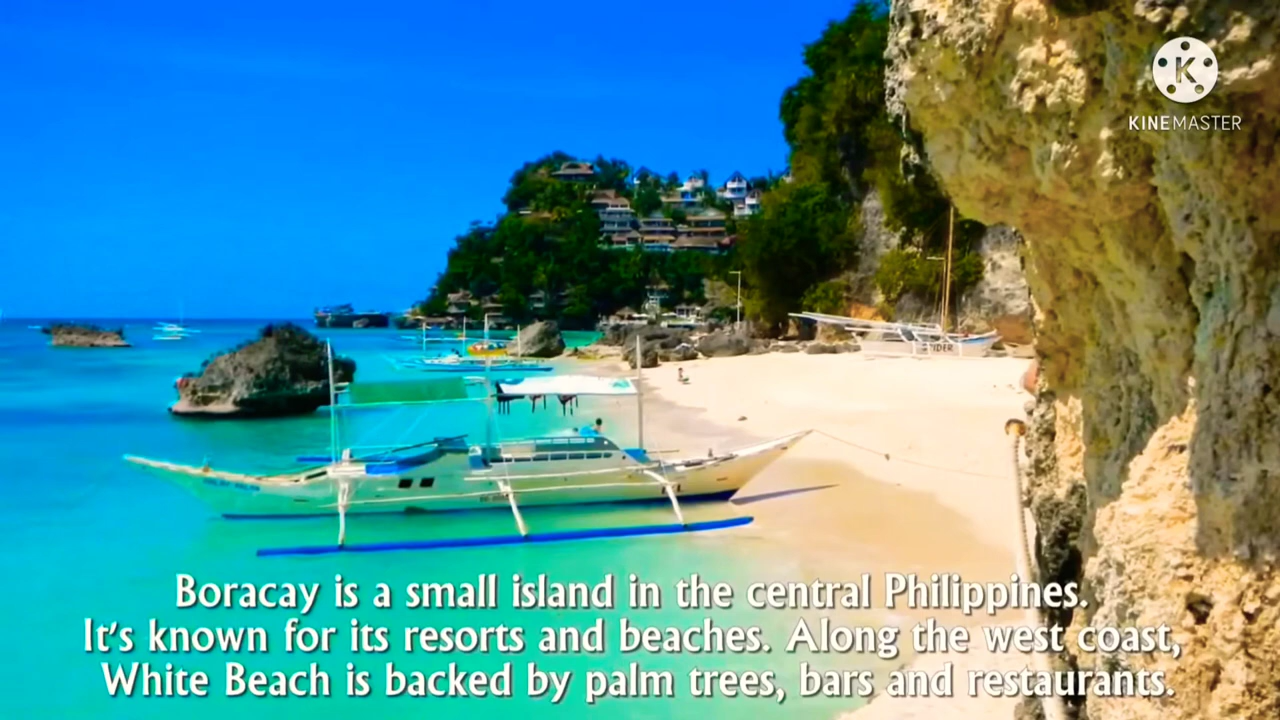 K
KINEMASTER
Boracay is a small island in the central Philippines.
It's known for its resorts and beaches. Along the west coast,
White Beach is backed by palm trees, bars and restaurants.